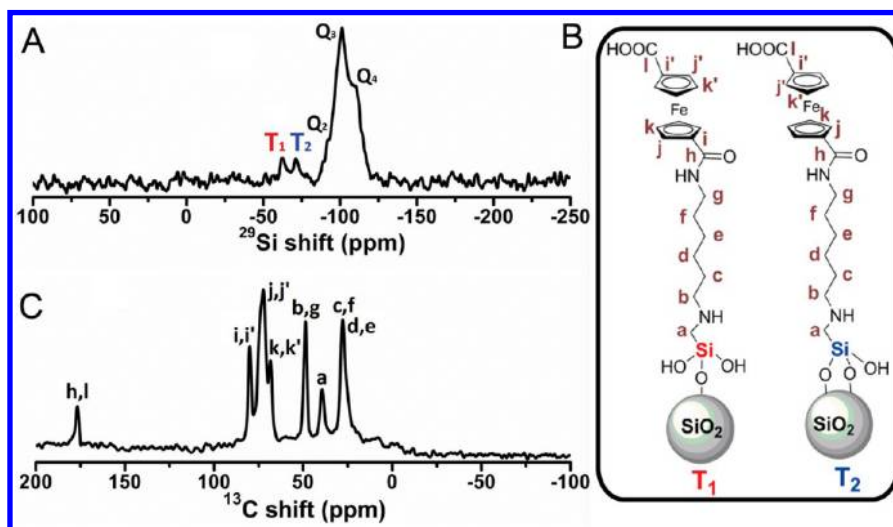 A
Q₃
Q₄
Q₂
T₁ T₂
100 50 0 -50 -100 -150 -200 -250
²⁹Si shift (ppm)
C
j,j'
i,i'
k,k'
b,g
c,f
d,e
a
h,l
200 150 100 50 0 -50 -100
¹³C shift (ppm)
B
HOOC l
i' j'
k'
Fe
k i
j
h O
NH
g
f
e
d
c
b
NH
a
Si
HO OH
O
SiO₂
T₁
HOOC l
i'
j'
k'
Fe
k
j
h O
HN
g
f
e
d
c
b
NH
a
Si
O O OH
SiO₂
T₂